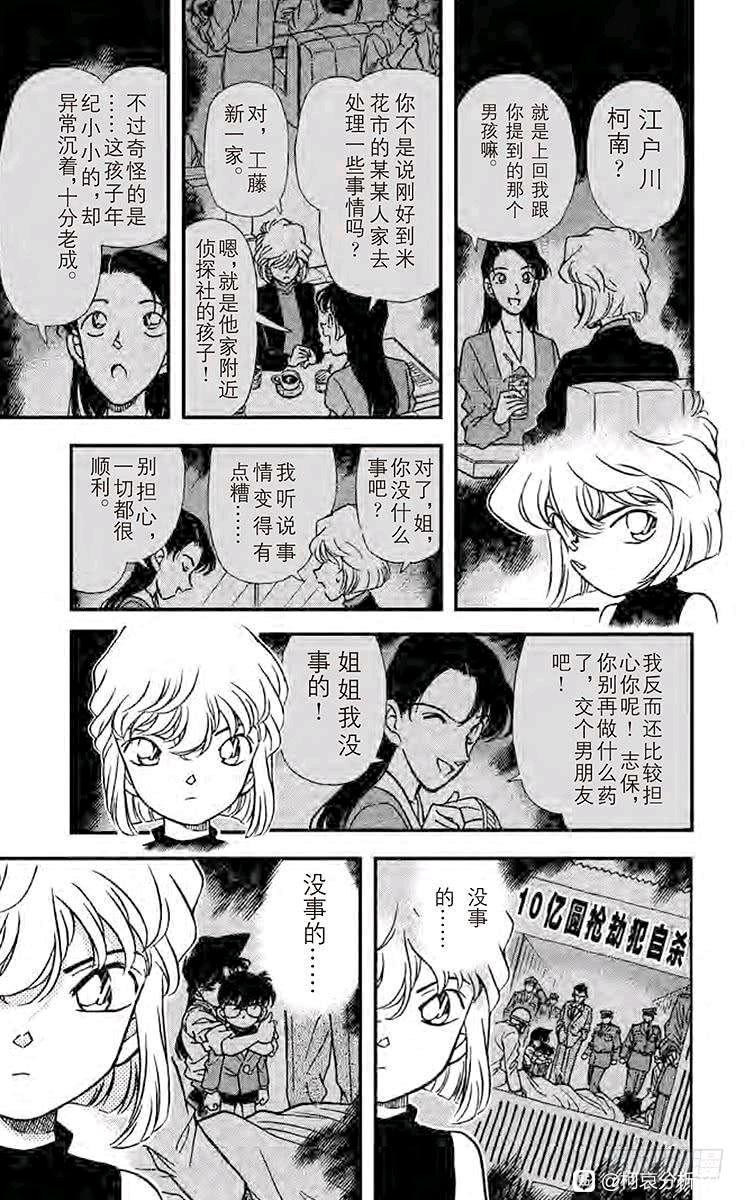 江户川
柯南？
就是上回我跟
你提到的那个
男孩嘛。
你不是说刚好到米
花市的某某人家去
处理一些事情吗？
对，工藤
新一家。
嗯，就是他家附近
侦探社的孩子！
不过奇怪的是
……这孩子年
纪小小的，却
异常沉着，十分老成。
对了，姐，
你没什么
事吧？
我听说事
情变得有
点糟……
别担心，
一切都很
顺利。
我反而还比较担
心你呢！志保，
你别再做什么药
了，交个男朋友
吧！
姐姐我没
事的！
10亿圆抢劫犯自杀
没事
的……
没事的……
@柯哀分析